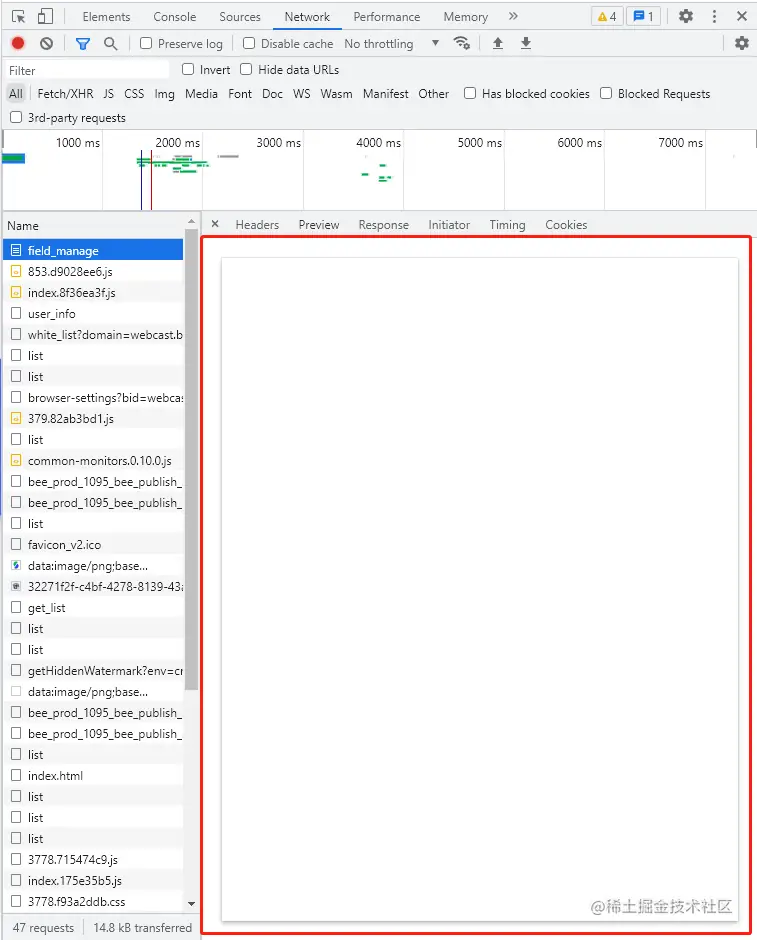 Elements Console Sources Network Performance Memory » 4 1
Preserve log Disable cache No throttling
Filter Invert Hide data URLs
All Fetch/XHR JS CSS Img Media Font Doc WS Wasm Manifest Other Has blocked cookies Blocked Requests
3rd-party requests
1000 ms 2000 ms 3000 ms 4000 ms 5000 ms 6000 ms 7000 ms
Name × Headers Preview Response Initiator Timing Cookies
field_manage
853.d9028ee6.js
index.8f36ea3f.js
user_info
white_list?domain=webcast.b
list
list
browser-settings?bid=webcas
379.82ab3bd1.js
list
common-monitors.0.10.0.js
bee_prod_1095_bee_publish_
bee_prod_1095_bee_publish_
list
favicon_v2.ico
data:image/png;base...
32271f2f-c4bf-4278-8139-43a
get_list
list
list
getHiddenWatermark?env=cr
data:image/png;base...
bee_prod_1095_bee_publish_
bee_prod_1095_bee_publish_
list
index.html
list
list
list
3778.715474c9.js
index.175e35b5.js
3778.f93a2ddb.css
@稀土掘金技术社区
47 requests 14.8 kB transferred